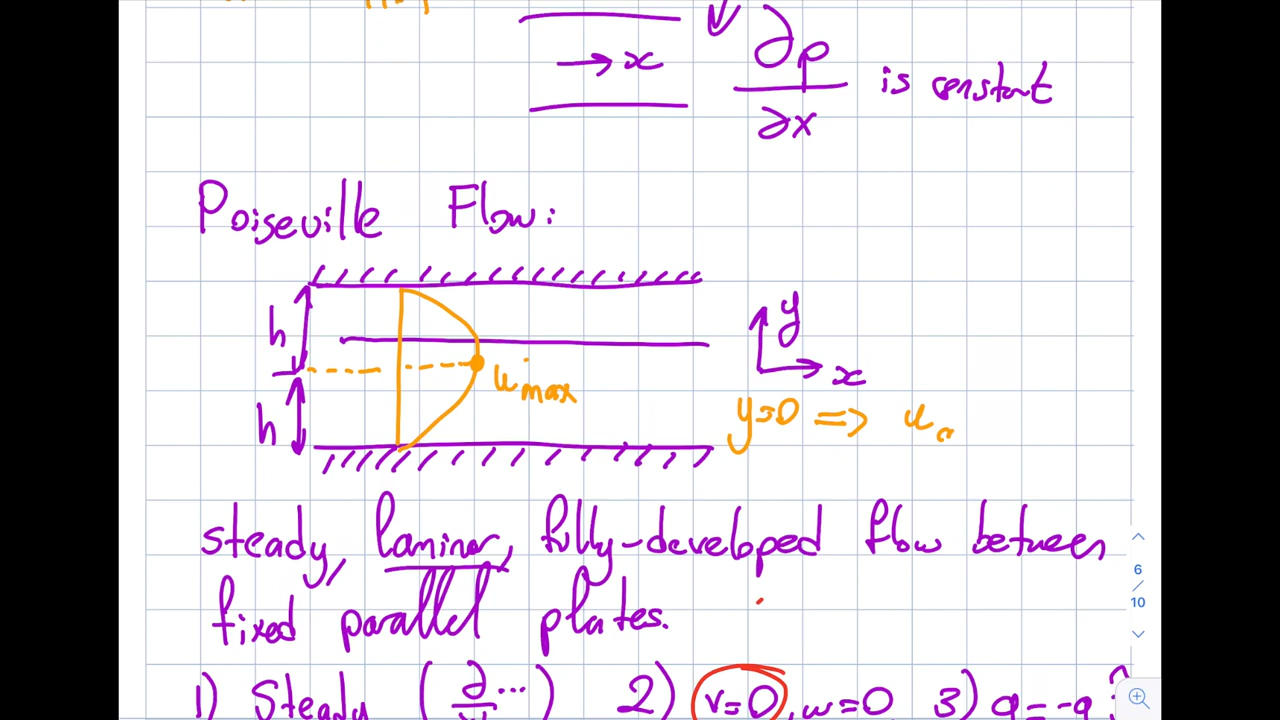 → x ∂p/∂x is constant
Poiseville Flow:
h
y
h
u max
x
y=0 => u
steady, laminar, fully-developed flow between
fixed parallel plates.
6
/
10
1) Steady (∂... 2) v=0, w=0 3) g=-g